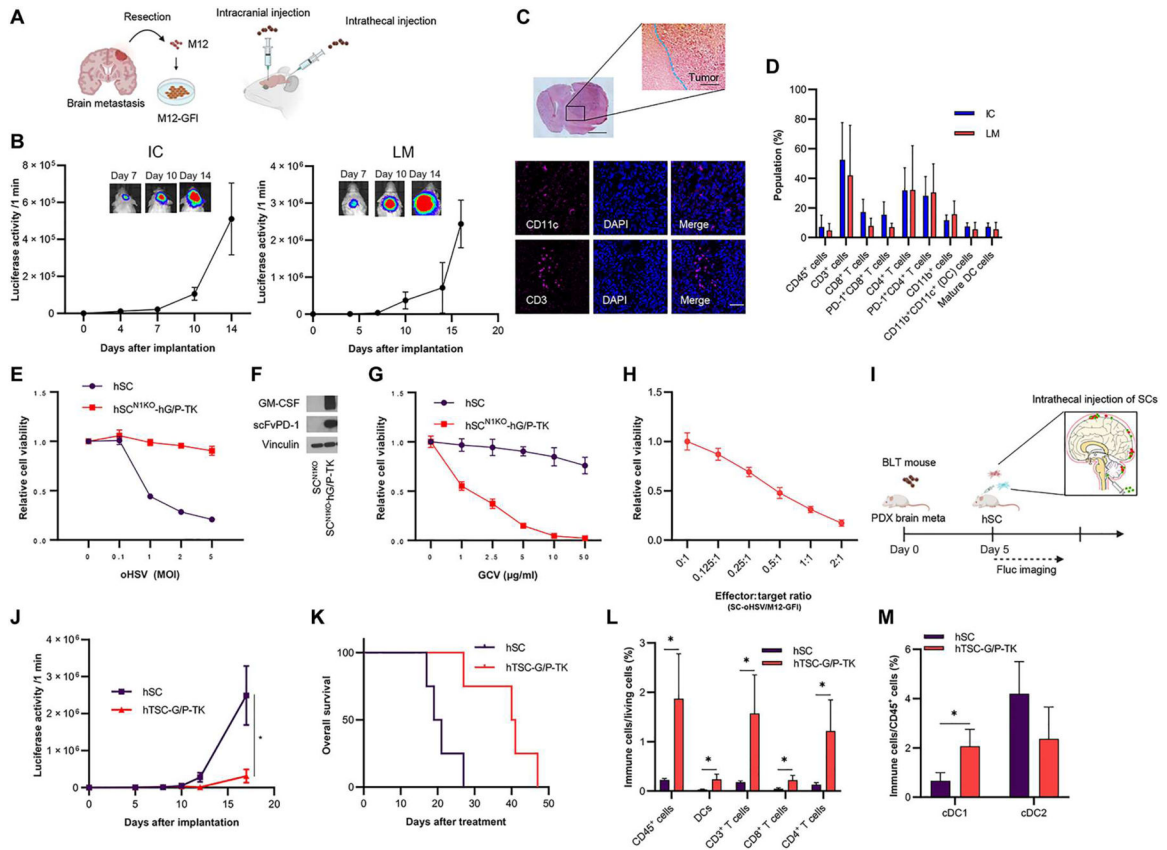 A
Resection
M12
Brain metastasis
M12-GFI
Intracranial injection
Intrathecal injection
B
IC
Luciferase activity /1 min
8 × 10⁵
6 × 10⁵
4 × 10⁵
2 × 10⁵
0
Day 7 Day 10 Day 14
0 4 7 10 14
Days after implantation
LM
Luciferase activity /1 min
4 × 10⁶
3 × 10⁶
2 × 10⁶
1 × 10⁶
0
Day 7 Day 10 Day 14
0 5 10 15 20
Days after implantation
C
Tumor
CD11c DAPI Merge
CD3 DAPI Merge
D
Population (%)
100
80
60
40
20
0
IC
LM
CD45⁺ cells
CD3⁺ cells
CD8⁺ T cells
PD-1⁺CD8⁺ T cells
CD4⁺ T cells
PD-1⁺CD4⁺ T cells
CD11b⁺ cells
CD11b⁺CD11c⁺ (DC) cells
Mature DC cells
E
hSC
hSCᴺ¹ᴷᴼ-hG/P-TK
Relative cell viability
1.5
1.0
0.5
0.0
0 0.1 1 2 5
oHSV (MOI)
F
GM-CSF
scFvPD-1
Vinculn
SCᴺ¹ᴷᴼ
SCᴺ¹ᴷᴼ-hG/P-TK
G
hSC
hSCᴺ¹ᴷᴼ-hG/P-TK
Relative cell viability
1.5
1.0
0.5
0.0
0 1 2.5 5 10 50
GCV (μg/ml)
H
Relative cell viability
1.5
1.0
0.5
0.0
0:1
0.125:1
0.25:1
0.5:1
1:1
2:1
Effector:target ratio
(SC-oHSV/M12-GFI)
I
Intrathecal injection of SCs
BLT mouse
PDX brain meta
hSC
Day 0 Day 5
Fluc imaging
J
Luciferase activity /1 min
4 × 10⁶
3 × 10⁶
2 × 10⁶
1 × 10⁶
0
hSC
hTSC-G/P-TK
*
0 5 10 15 20
Days after implantation
K
Overall survival
100
50
0
hSC
hTSC-G/P-TK
0 10 20 30 40 50
Days after treatment
L
Immune cells/living cells (%)
3
2
1
0
hSC
hTSC-G/P-TK
* * * * *
CD45⁺ cells
DCs
CD3⁺ T cells
CD8⁺ T cells
CD4⁺ T cells
M
Immune cells/CD45⁺ cells (%)
6
4
2
0
hSC
hTSC-G/P-TK
*
cDC1 cDC2